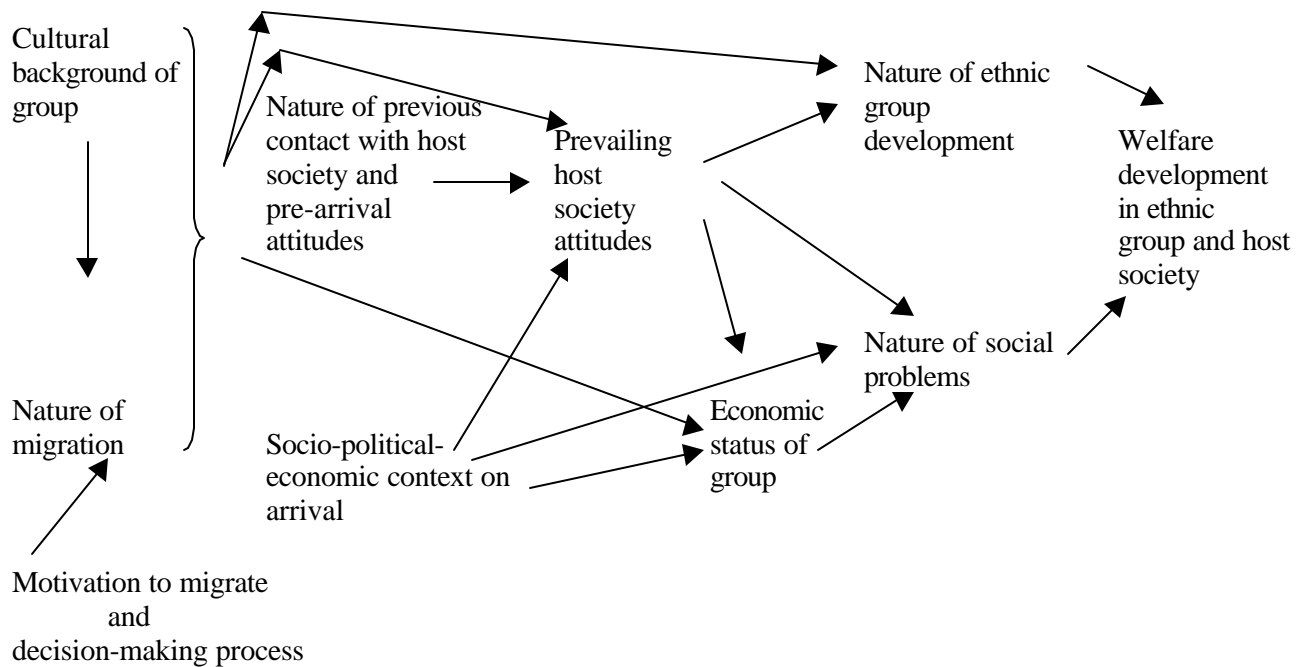 Cultural
background of
group
Nature of
migration
Motivation to migrate
and
decision-making process
Nature of previous
contact with host
society and
pre-arrival
attitudes
Socio-political-
economic context on
arrival
Prevailing
host
society
attitudes
Economic
status of
group
Nature of ethnic
group
development
Nature of social
problems
Welfare
development
in ethnic
group and host
society